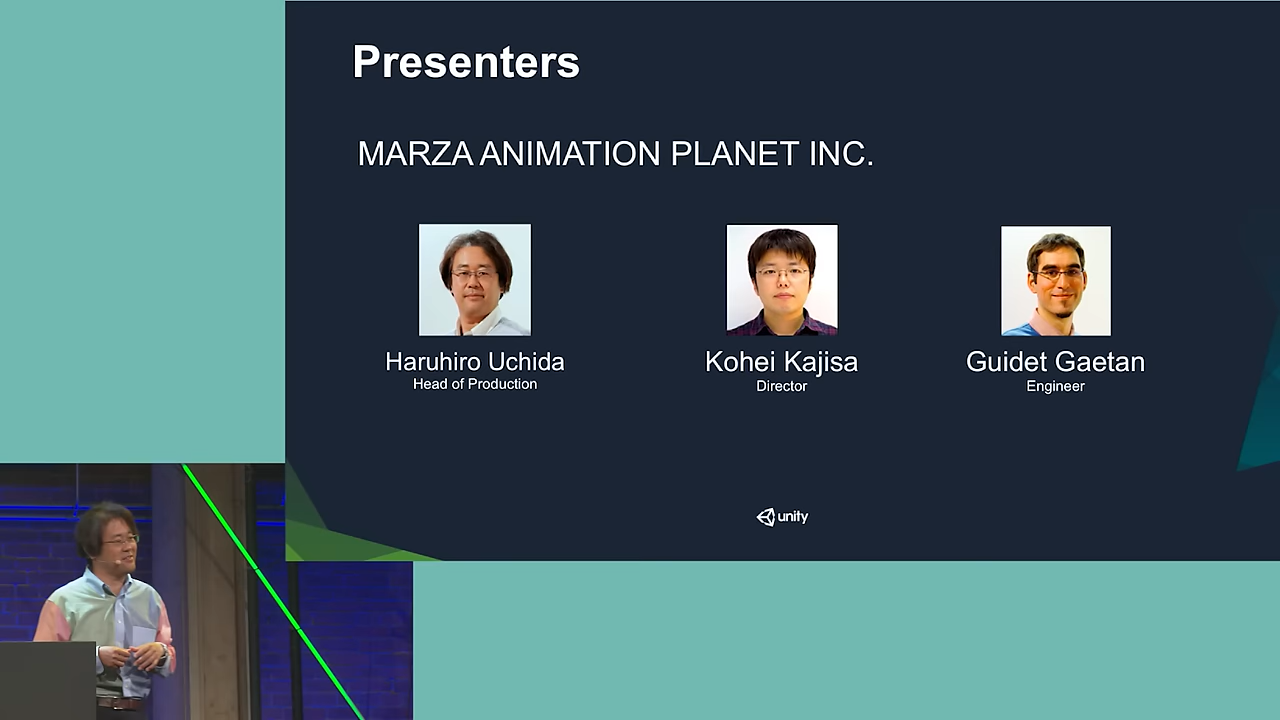 Presenters
MARZA ANIMATION PLANET INC.
Haruhiro Uchida
Head of Production
Kohei Kajisa
Director
Guidet Gaetan
Engineer
unity